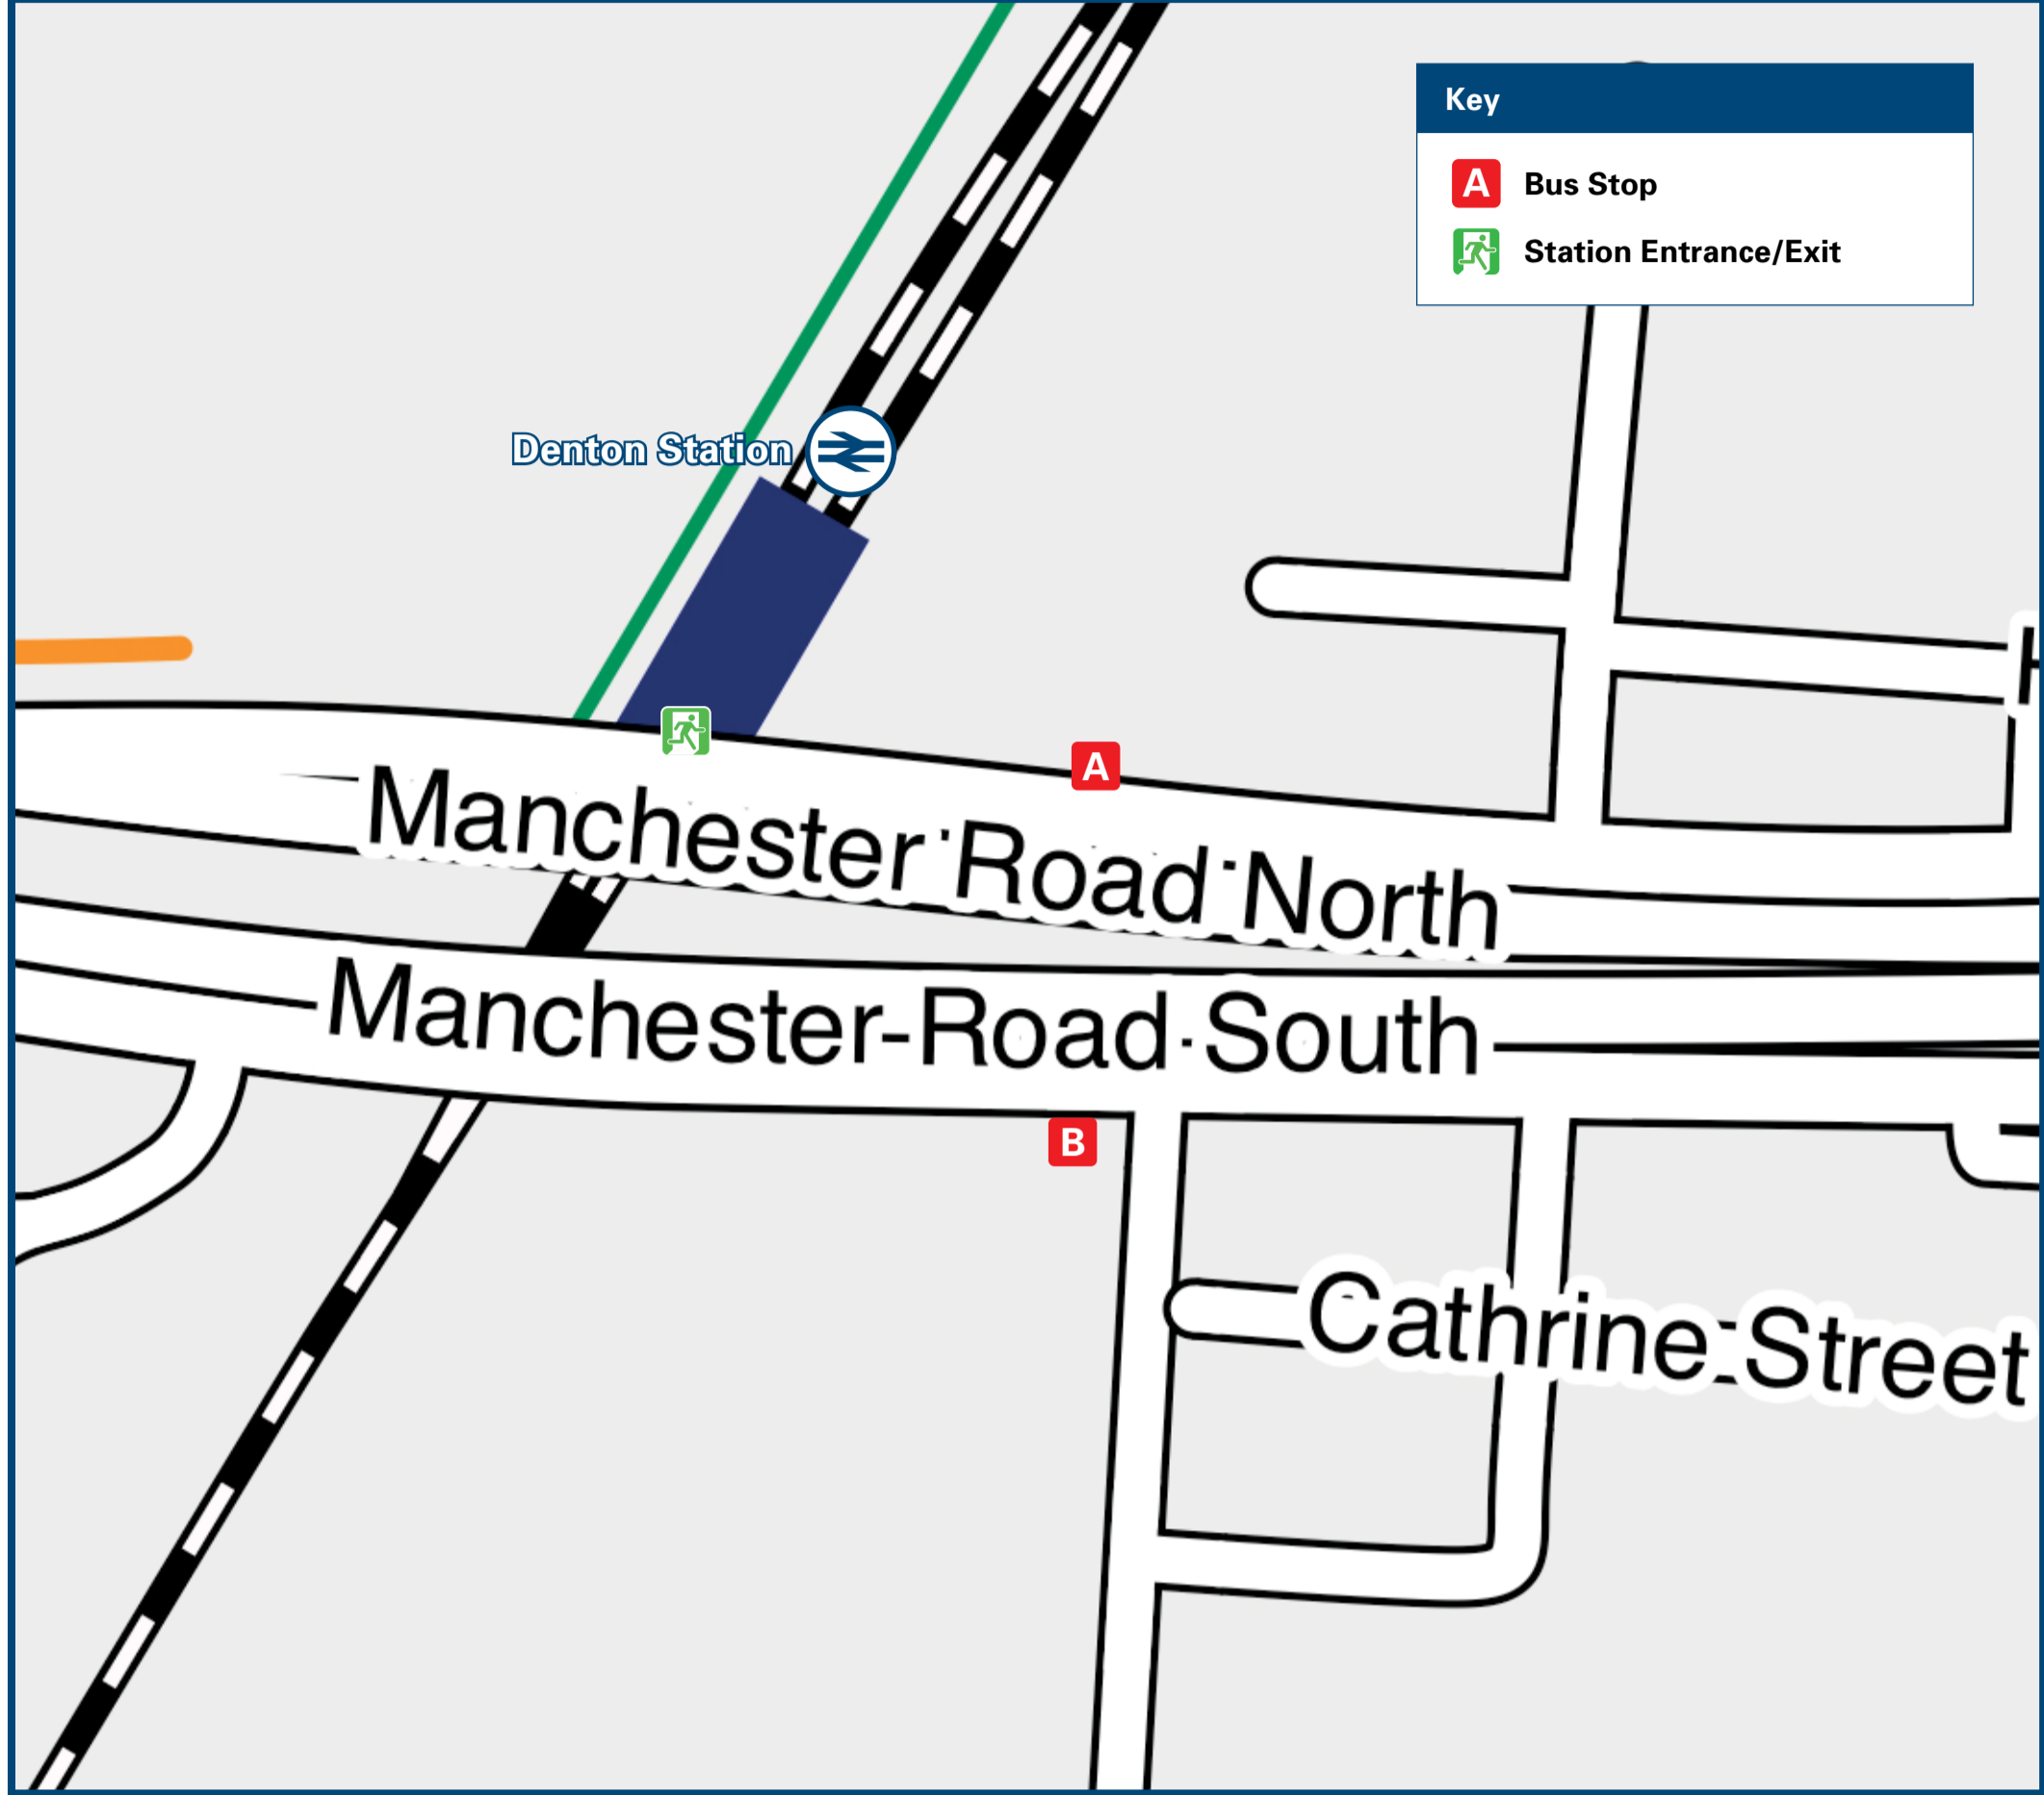 Key
A Bus Stop
Station Entrance/Exit
Denton Station
A
Manchester Road North
Manchester Road South
B
Cathrine Street